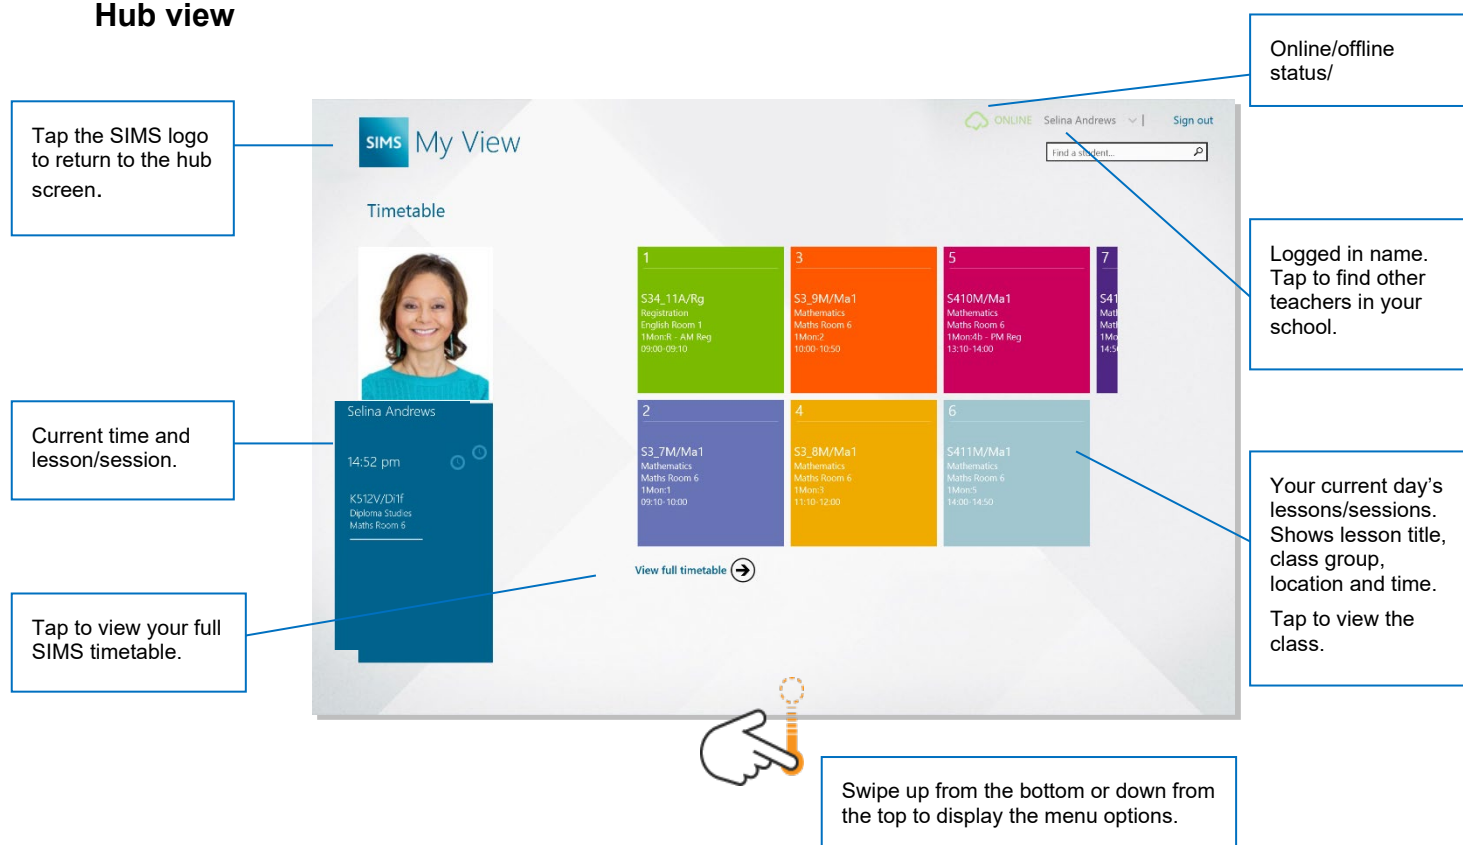 Hub view
Online/offline
status/
Tap the SIMS logo
to return to the hub
screen.
SIMS My View
ONLINE Selina Andrews Sign out
Find a student...
Timetable
Logged in name.
Tap to find other
teachers in your
school.
1
S34_11A/Rg
Registration
English Room 1
1Mon:R - AM Reg
09:00-09:10
3
S3_9M/Ma1
Mathematics
Maths Room 6
1Mon:2
10:00-10:50
5
S410M/Ma1
Mathematics
Maths Room 6
1Mon:4b - PM Reg
13:10-14:00
7
S41
Mat
Mat
1Mo
14:5
Selina Andrews
14:52 pm
K512V/Di1f
Diploma Studies
Maths Room 6
Current time and
lesson/session.
2
S3_7M/Ma1
Mathematics
Maths Room 6
1Mon:1
09:10-10:00
4
S3_8M/Ma1
Mathematics
Maths Room 6
1Mon:3
11:10-12:00
6
S411M/Ma1
Mathematics
Maths Room 6
1Mon:5
14:00-14:50
Your current day’s
lessons/sessions.
Shows lesson title,
class group,
location and time.
Tap to view the
class.
View full timetable
Tap to view your full
SIMS timetable.
Swipe up from the bottom or down from
the top to display the menu options.